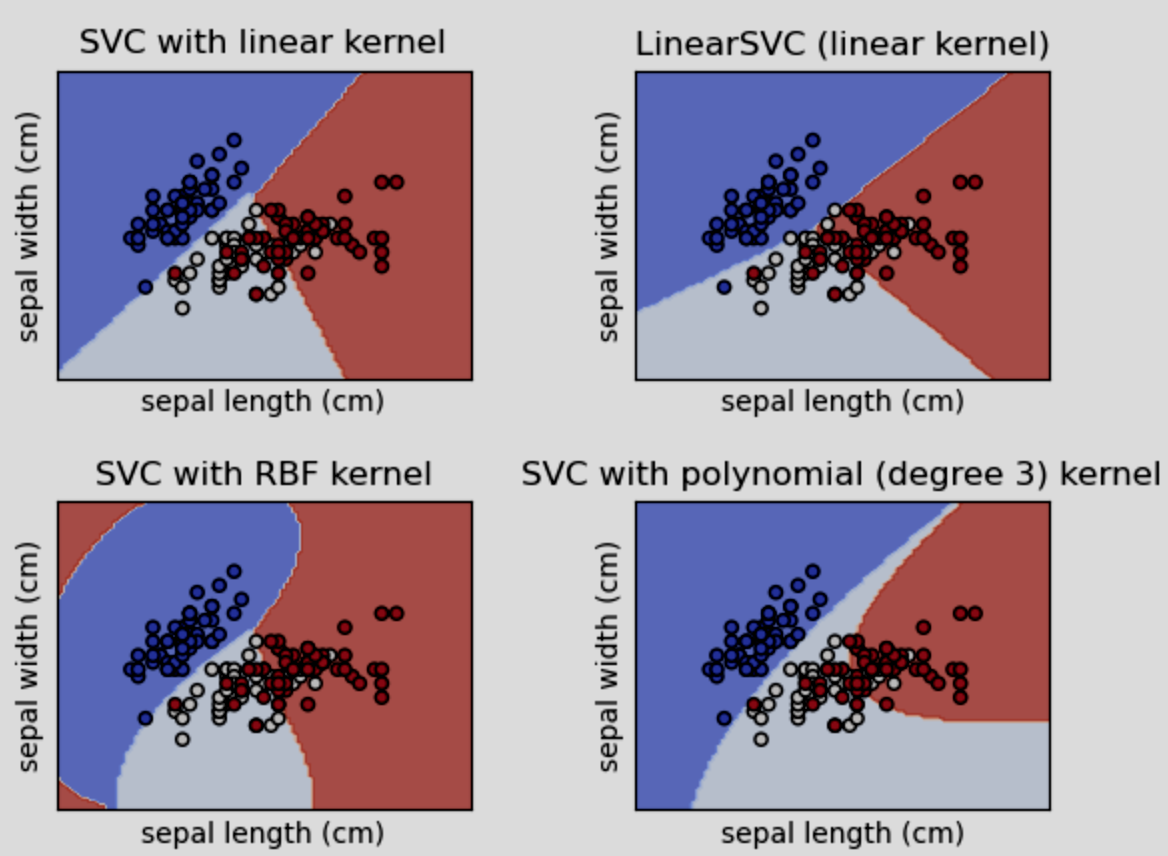 SVC with linear kernel
LinearSVC (linear kernel)
sepal width (cm)
sepal width (cm)
sepal length (cm)
sepal length (cm)
SVC with RBF kernel
SVC with polynomial (degree 3) kernel
sepal width (cm)
sepal width (cm)
sepal length (cm)
sepal length (cm)